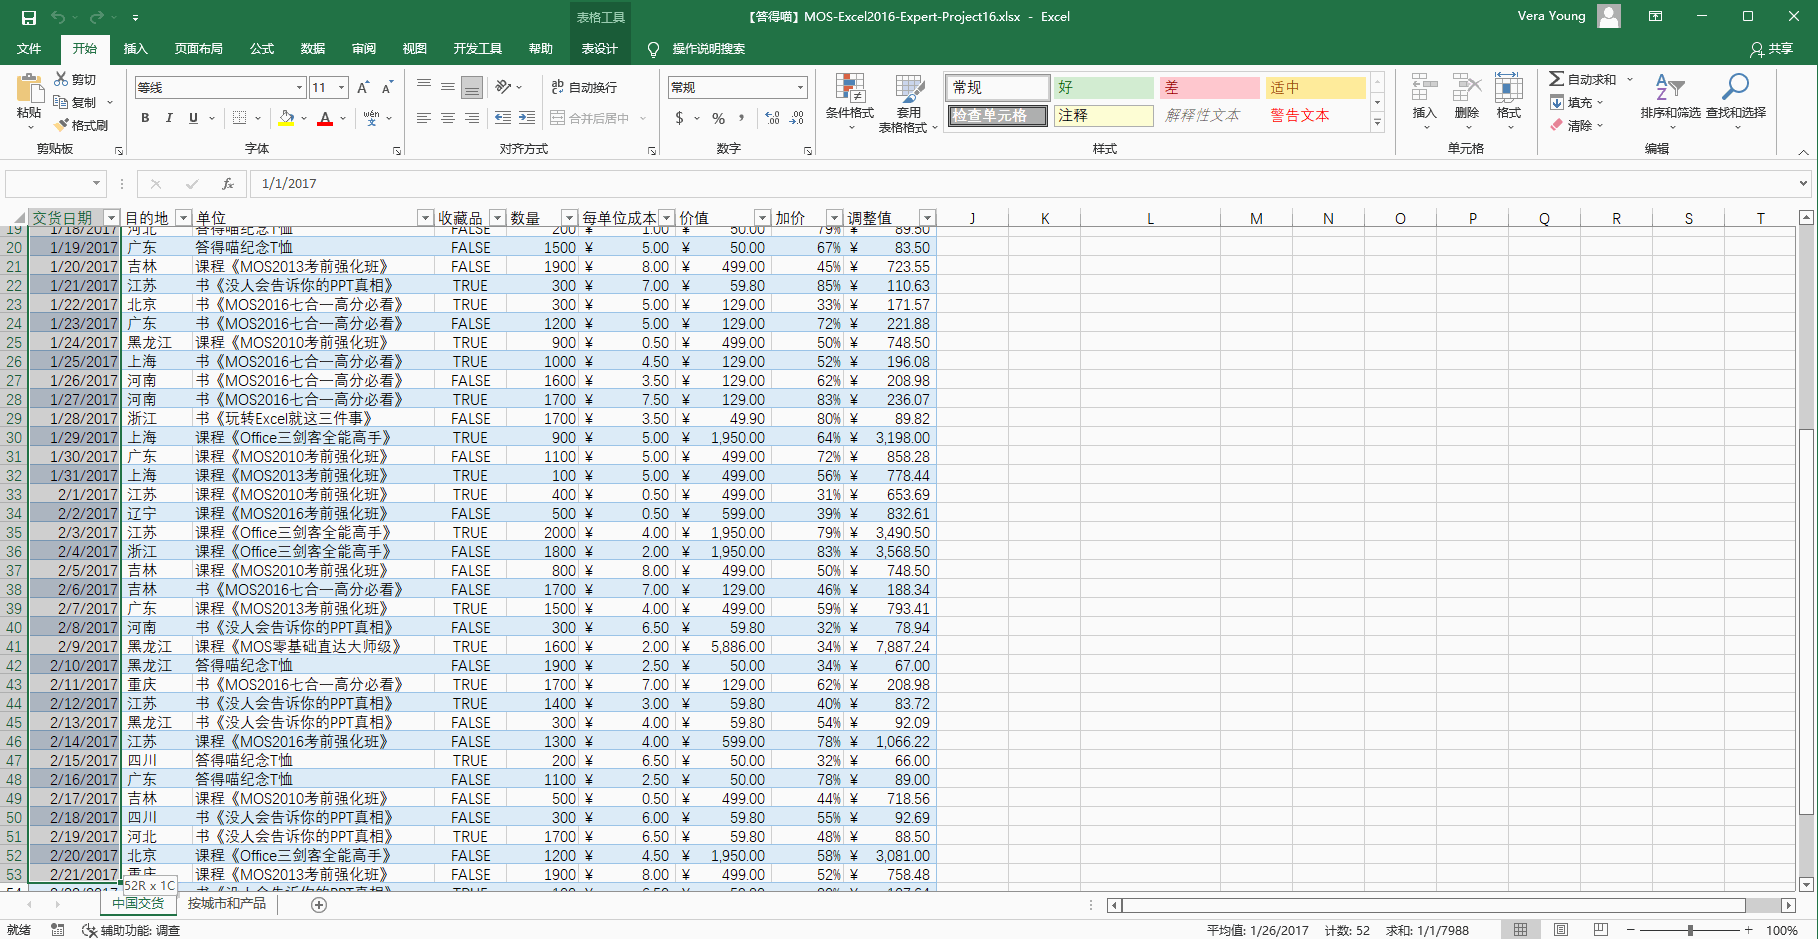 表格工具
【答得喵】MOS-Excel2016-Expert-Project16.xlsx - Excel
Vera Young
文件 开始 插入 页面布局 公式 数据 审阅 视图 开发工具 帮助 表设计 操作说明搜索 共享
粘贴 剪切 复制 格式刷
等线 11
B I U A wén 文
ab 自动换行
合并后居中
常规
$ % ,
条件格式 套用 表格格式
常规 好 差 适中
检查单元格 注释 解释性文本 警告文本
插入 删除 格式
自动求和 填充 清除
排序和筛选 查找和选择
剪贴板 字体 对齐方式 数字 样式 单元格 编辑
fx 1/1/2017
交货日期 目的地 单位 收藏品 数量 每单位成本 价值 加价 调整值 J K L M N O P Q R S T
19 1/18/2017 河北 答得喵纪念T恤 FALSE 200 ¥ 1.00 ¥ 50.00 79% ¥ 89.50
20 1/19/2017 广东 答得喵纪念T恤 FALSE 1500 ¥ 5.00 ¥ 50.00 67% ¥ 83.50
21 1/20/2017 吉林 课程《MOS2013考前强化班》 FALSE 1900 ¥ 8.00 ¥ 499.00 45% ¥ 723.55
22 1/21/2017 江苏 书《没人会告诉你的PPT真相》 TRUE 300 ¥ 7.00 ¥ 59.80 85% ¥ 110.63
23 1/22/2017 北京 书《MOS2016七合一高分必看》 TRUE 300 ¥ 5.00 ¥ 129.00 33% ¥ 171.57
24 1/23/2017 广东 书《MOS2016七合一高分必看》 FALSE 1200 ¥ 5.00 ¥ 129.00 72% ¥ 221.88
25 1/24/2017 黑龙江 课程《MOS2010考前强化班》 TRUE 900 ¥ 0.50 ¥ 499.00 50% ¥ 748.50
26 1/25/2017 上海 书《MOS2016七合一高分必看》 TRUE 1000 ¥ 4.50 ¥ 129.00 52% ¥ 196.08
27 1/26/2017 河南 书《MOS2016七合一高分必看》 FALSE 1600 ¥ 3.50 ¥ 129.00 62% ¥ 208.98
28 1/27/2017 河南 书《MOS2016七合一高分必看》 TRUE 1700 ¥ 7.50 ¥ 129.00 83% ¥ 236.07
29 1/28/2017 浙江 书《玩转Excel就这三件事》 FALSE 1700 ¥ 3.50 ¥ 49.90 80% ¥ 89.82
30 1/29/2017 上海 课程《Office三剑客全能高手》 TRUE 900 ¥ 5.00 ¥ 1,950.00 64% ¥ 3,198.00
31 1/30/2017 广东 课程《MOS2010考前强化班》 FALSE 1100 ¥ 5.00 ¥ 499.00 72% ¥ 858.28
32 1/31/2017 上海 课程《MOS2013考前强化班》 TRUE 100 ¥ 5.00 ¥ 499.00 56% ¥ 778.44
33 2/1/2017 江苏 课程《MOS2010考前强化班》 TRUE 400 ¥ 0.50 ¥ 499.00 31% ¥ 653.69
34 2/2/2017 辽宁 课程《MOS2016考前强化班》 FALSE 500 ¥ 0.50 ¥ 599.00 39% ¥ 832.61
35 2/3/2017 江苏 课程《Office三剑客全能高手》 TRUE 2000 ¥ 4.00 ¥ 1,950.00 79% ¥ 3,490.50
36 2/4/2017 浙江 课程《Office三剑客全能高手》 FALSE 1800 ¥ 2.00 ¥ 1,950.00 83% ¥ 3,568.50
37 2/5/2017 吉林 课程《MOS2010考前强化班》 FALSE 800 ¥ 8.00 ¥ 499.00 50% ¥ 748.50
38 2/6/2017 吉林 书《MOS2016七合一高分必看》 FALSE 1700 ¥ 7.00 ¥ 129.00 46% ¥ 188.34
39 2/7/2017 广东 课程《MOS2013考前强化班》 TRUE 1500 ¥ 4.00 ¥ 499.00 59% ¥ 793.41
40 2/8/2017 河南 书《没人会告诉你的PPT真相》 FALSE 300 ¥ 6.50 ¥ 59.80 32% ¥ 78.94
41 2/9/2017 黑龙江 课程《MOS零基础直达大师级》 TRUE 1600 ¥ 2.00 ¥ 5,886.00 34% ¥ 7,887.24
42 2/10/2017 黑龙江 答得喵纪念T恤 FALSE 1900 ¥ 2.50 ¥ 50.00 34% ¥ 67.00
43 2/11/2017 重庆 书《MOS2016七合一高分必看》 TRUE 1700 ¥ 7.00 ¥ 129.00 62% ¥ 208.98
44 2/12/2017 江苏 书《没人会告诉你的PPT真相》 TRUE 1400 ¥ 3.00 ¥ 59.80 40% ¥ 83.72
45 2/13/2017 黑龙江 书《没人会告诉你的PPT真相》 FALSE 300 ¥ 4.00 ¥ 59.80 54% ¥ 92.09
46 2/14/2017 江苏 课程《MOS2016考前强化班》 FALSE 1300 ¥ 4.00 ¥ 599.00 78% ¥ 1,066.22
47 2/15/2017 四川 答得喵纪念T恤 TRUE 200 ¥ 6.50 ¥ 50.00 32% ¥ 66.00
48 2/16/2017 广东 答得喵纪念T恤 FALSE 1100 ¥ 2.50 ¥ 50.00 78% ¥ 89.00
49 2/17/2017 吉林 课程《MOS2010考前强化班》 FALSE 500 ¥ 0.50 ¥ 499.00 44% ¥ 718.56
50 2/18/2017 四川 书《没人会告诉你的PPT真相》 FALSE 300 ¥ 6.00 ¥ 59.80 55% ¥ 92.69
51 2/19/2017 河北 书《没人会告诉你的PPT真相》 TRUE 1700 ¥ 6.50 ¥ 59.80 48% ¥ 88.50
52 2/20/2017 北京 课程《Office三剑客全能高手》 FALSE 1200 ¥ 4.50 ¥ 1,950.00 58% ¥ 3,081.00
53 2/21/2017 重庆 课程《MOS2013考前强化班》 FALSE 1900 ¥ 8.00 ¥ 499.00 52% ¥ 758.48
52R x 1C
中国交货 按城市和产品
就绪 辅助功能: 调查 平均值: 1/26/2017 计数: 52 求和: 1/1/7988 100%